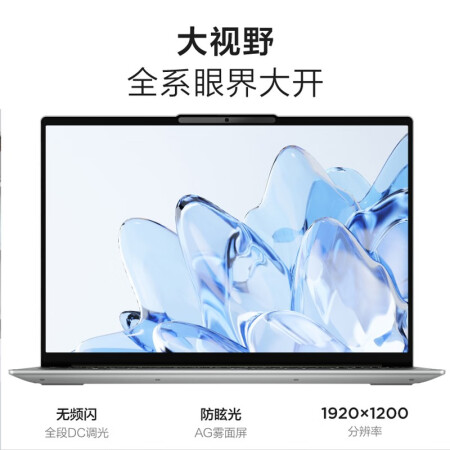 大视野
全系眼界大开
无频闪
全段DC调光
防眩光
AG雾面屏
1920×1200
分辨率